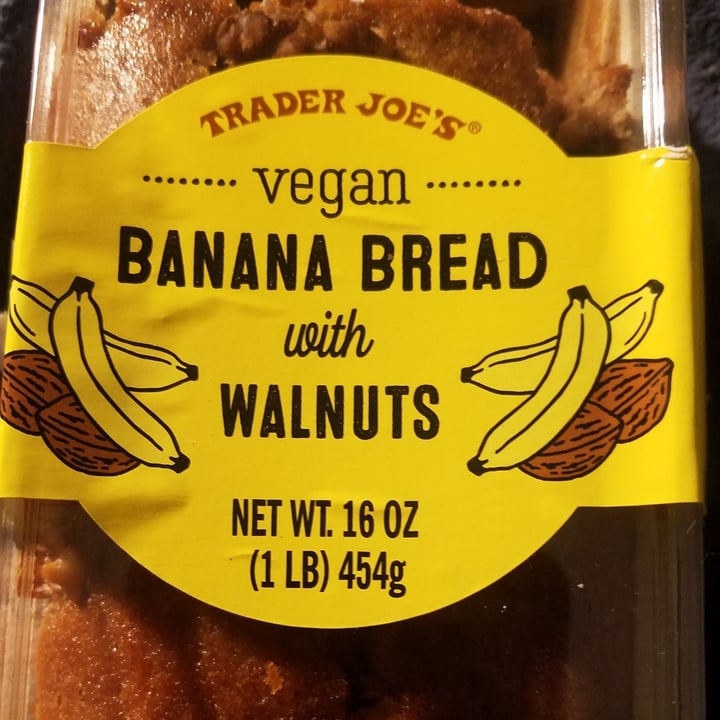 TRADER JOE'S®
vegan
BANANA BREAD
with
WALNUTS
NET WT. 16 OZ
(1 LB) 454g